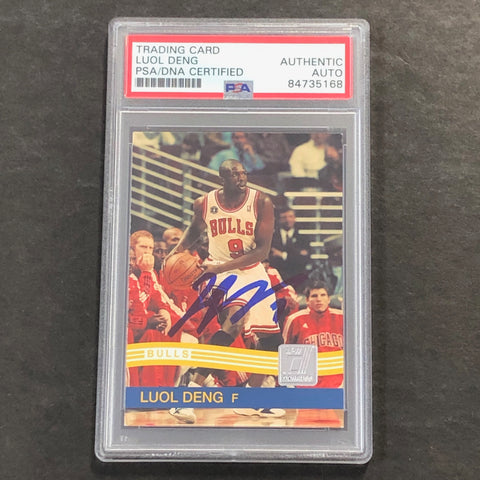 TRADING CARD
LUOL DENG
PSA/DNA CERTIFIED
AUTHENTIC
AUTO
84735168
PSA
BULLS
9
CHICAGO
BULLS
LUOL DENG F